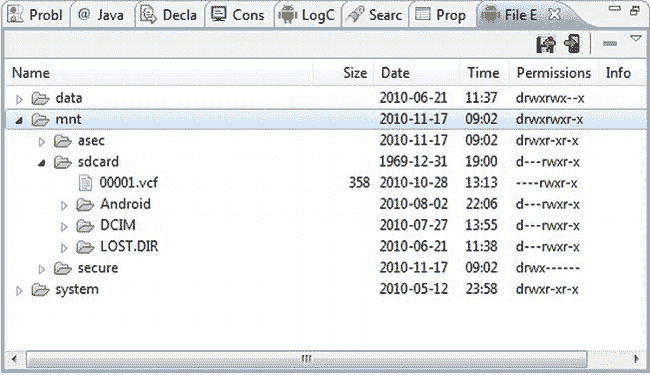 Probl @ Java Decla Cons LogC Searc Prop File E
Name Size Date Time Permissions Info
data 2010-06-21 11:37 drwxrwx--x
mnt 2010-11-17 09:02 drwxrwxr-x
asec 2010-11-17 09:02 drwxr-xr-x
sdcard 1969-12-31 19:00 d---rwxr-x
00001.vcf 358 2010-10-28 13:13 ----rwxr-x
Android 2010-08-02 22:06 d---rwxr-x
DCIM 2010-07-27 13:55 d---rwxr-x
LOST.DIR 2010-06-21 11:38 d---rwxr-x
secure 2010-11-17 09:02 drwx------
system 2010-05-12 23:58 drwxr-xr-x